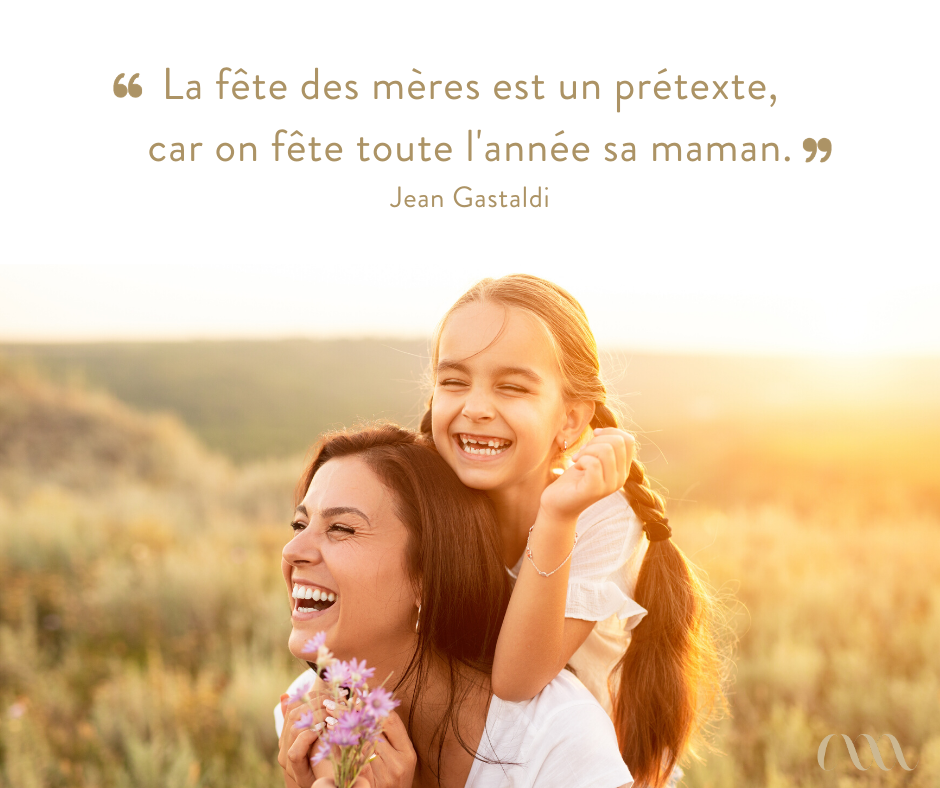 ❝ La fête des mères est un prétexte,
car on fête toute l'année sa maman. ❞
Jean Gastaldi